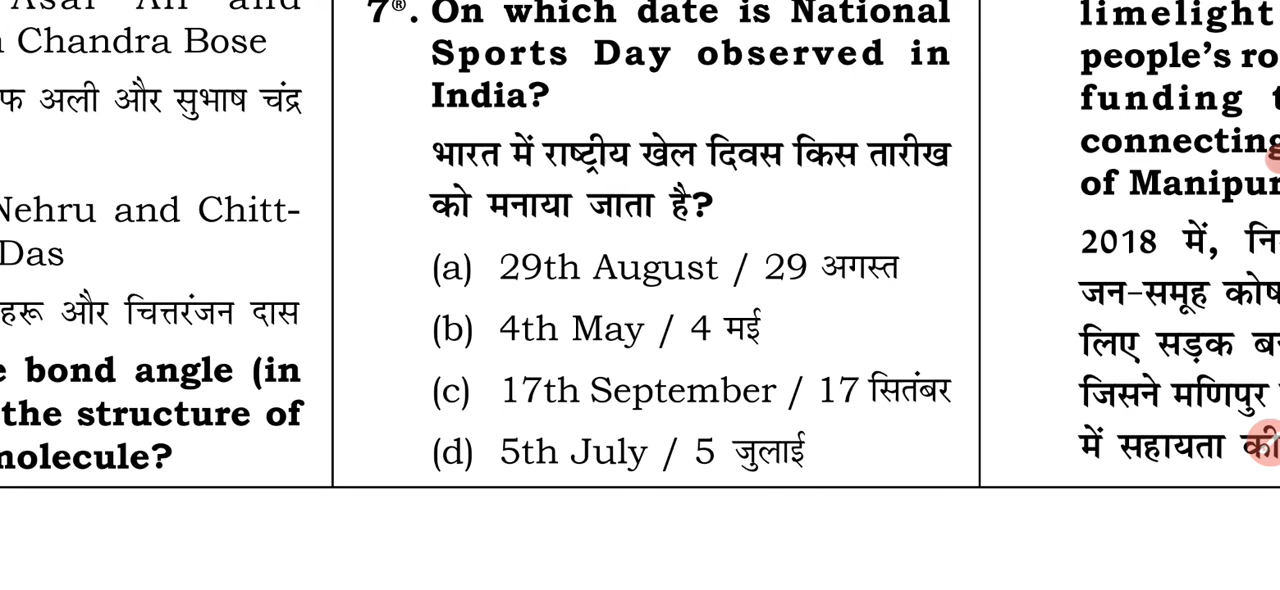 Chandra Bose
अली और सुभाष चंद्र
Nehru and Chitt-
Das
और चित्तरंजन दास
bond angle (in
the structure of
molecule?
7®. On which date is National
Sports Day observed in
India?
भारत में राष्ट्रीय खेल दिवस किस तारीख
को मनाया जाता है?
(a) 29th August / 29 अगस्त
(b) 4th May / 4 मई
(c) 17th September / 17 सितंबर
(d) 5th July / 5 जुलाई
limelight
people's ro
funding
connecting
of Manipur
2018 में, नि
जन-समूह कोष
लिए सड़क ब
जिसने मणिपुर
में सहायता की